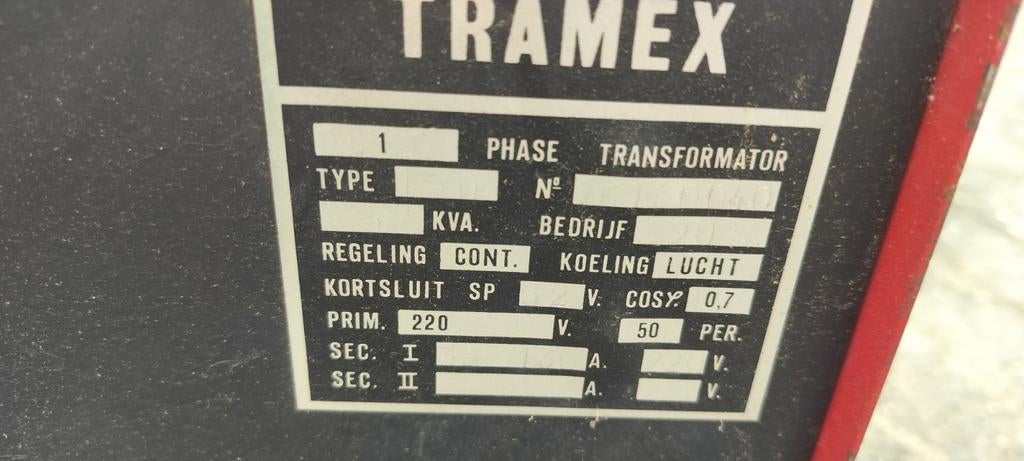 TRAMEX
1 PHASE TRANSFORMATOR
TYPE Nº
KVA. BEDRIJF
REGELING CONT. KOELING LUCHT
KORTSLUIT SP V. COSφ. 0,7
PRIM. 220 V. 50 PER.
SEC. I A. V.
SEC. II A. V.